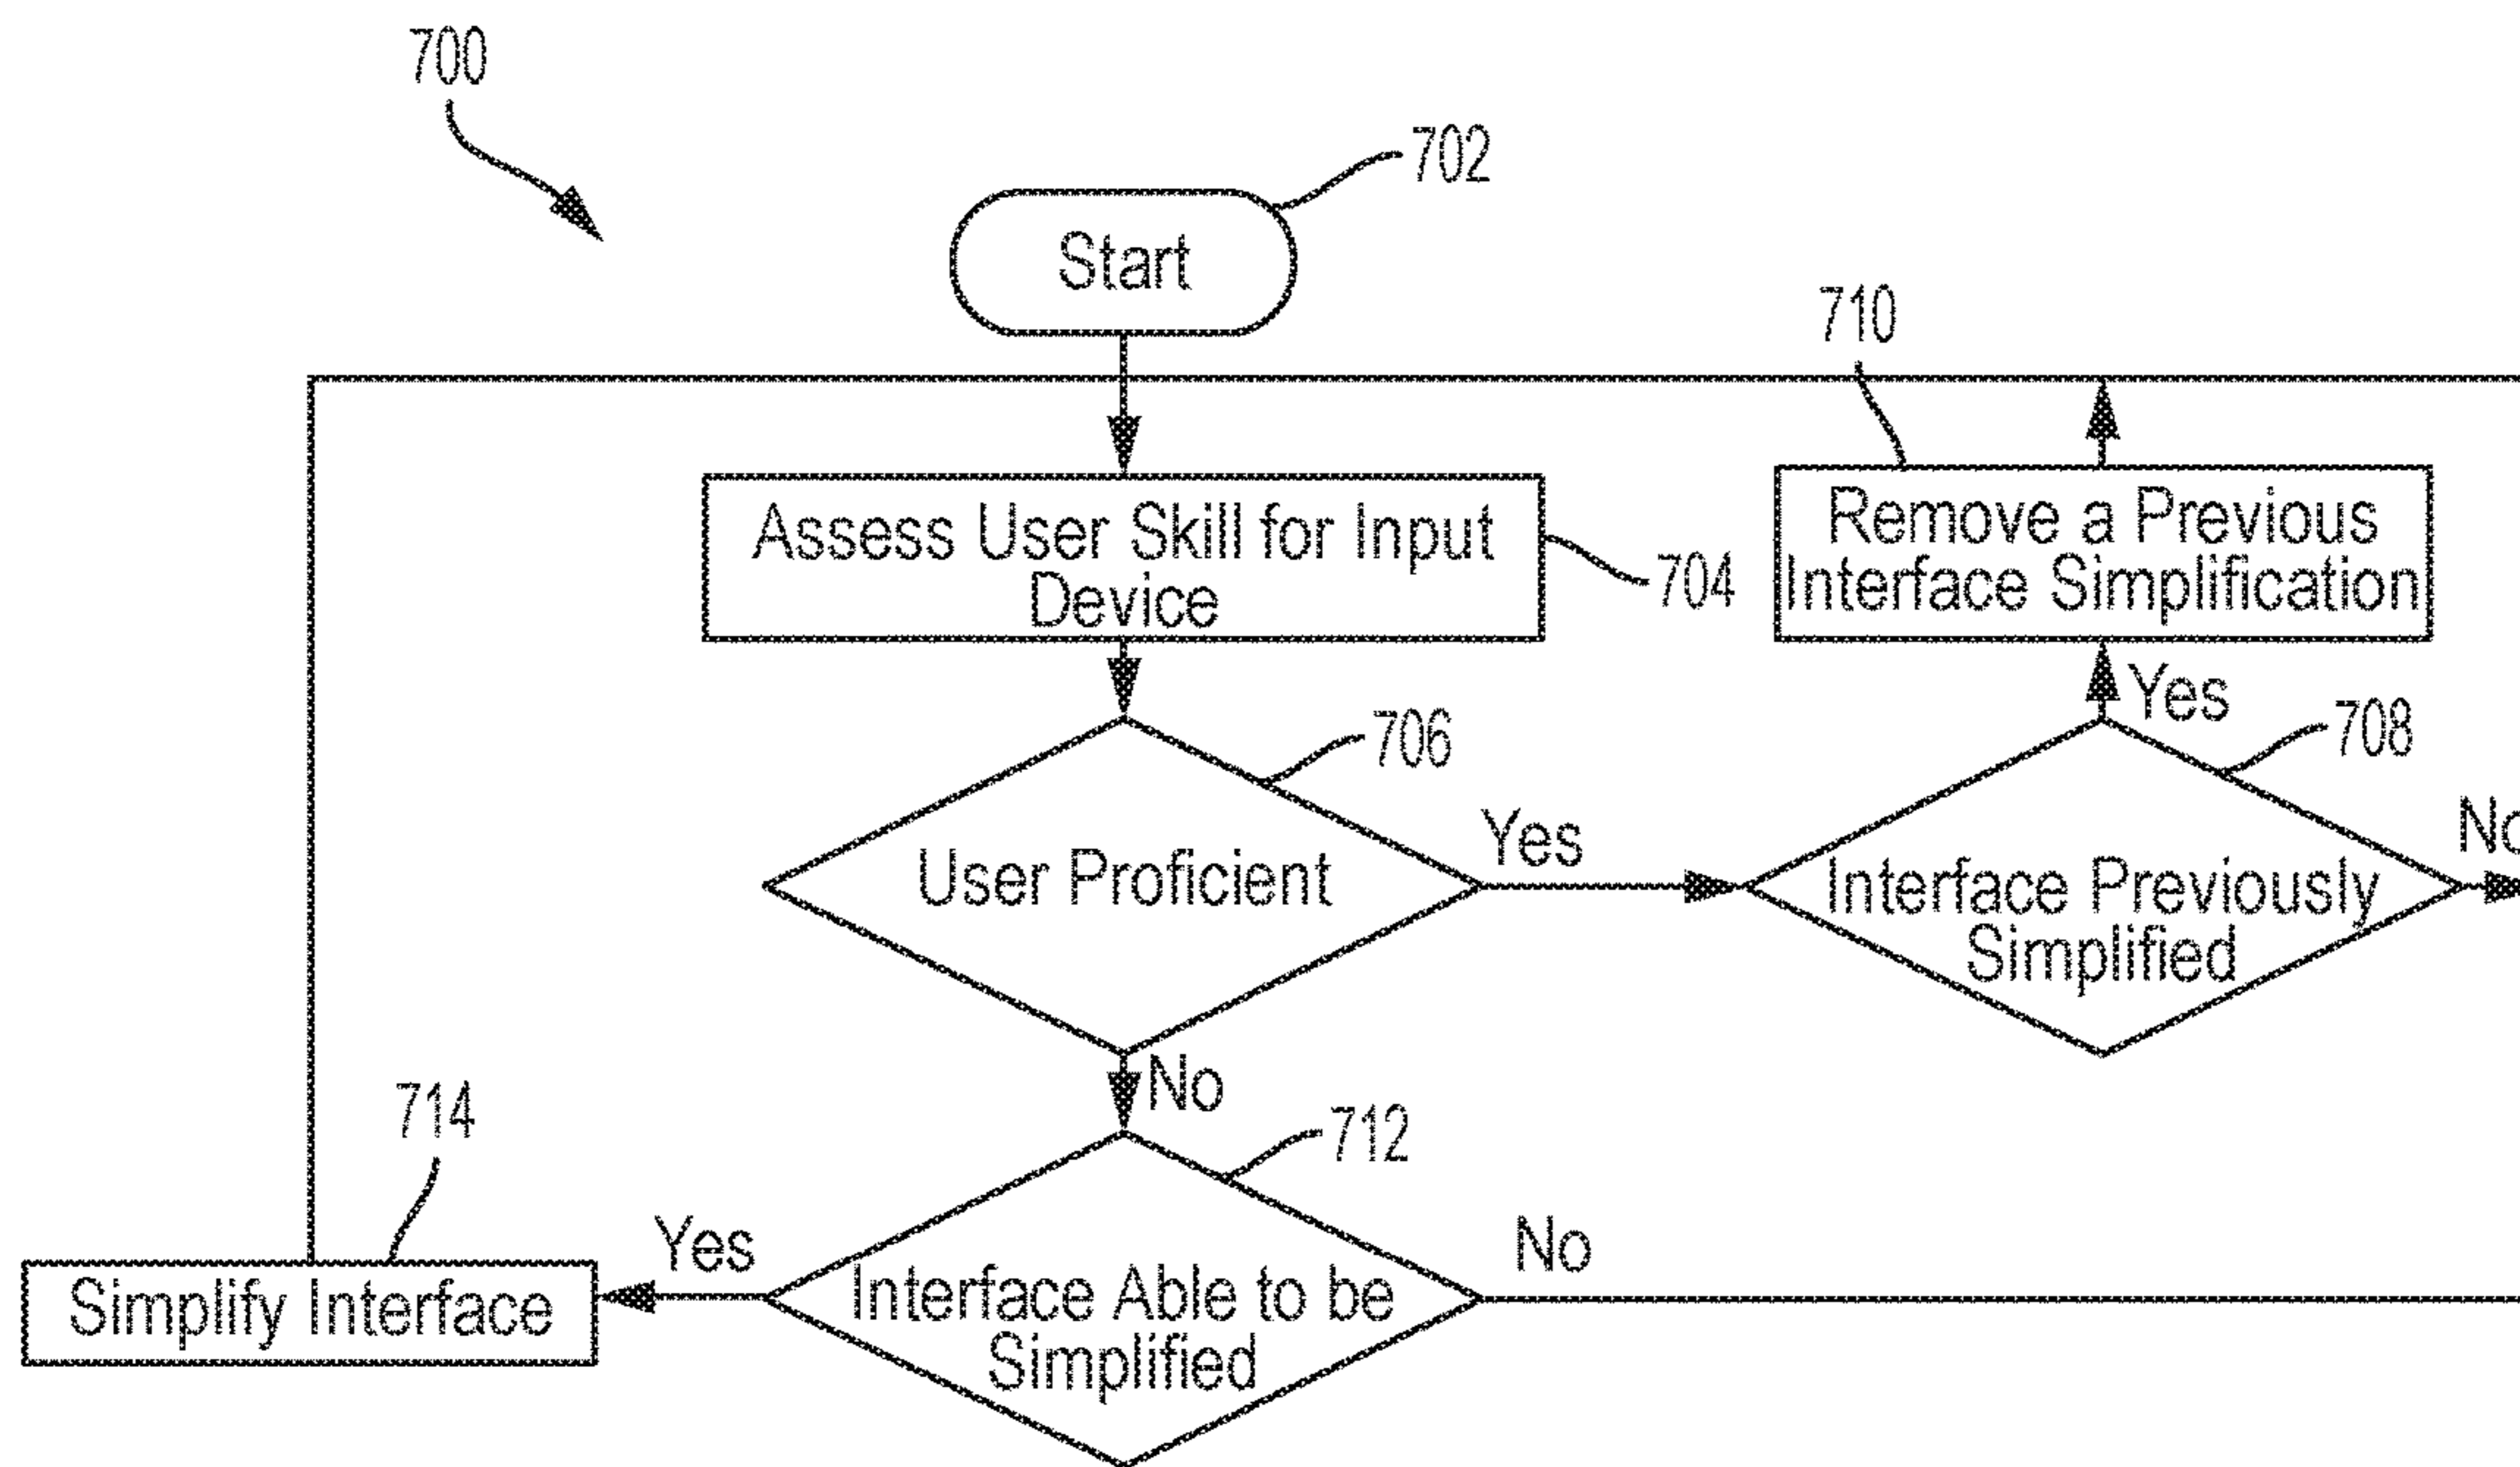 700
702
Start
710
Assess User Skill for Input
Device
704
Remove a Previous
Interface Simplification
Yes
708
706
User Proficient
Yes
Interface Previously
Simplified
No
No
714
712
Simplify Interface
Yes
Interface Able to be
Simplified
No